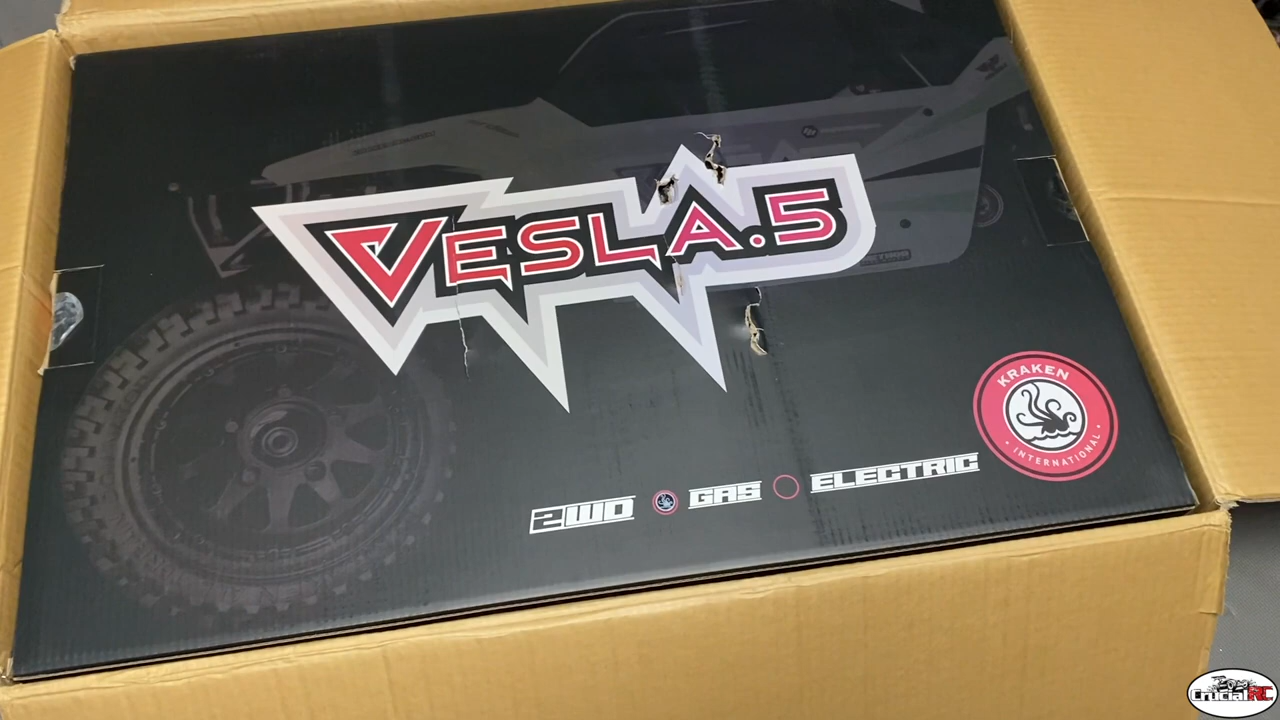 VESLA.5
KRAKEN
• INTERNATIONAL •
2WD GAS ELECTRIC
CrucialRC